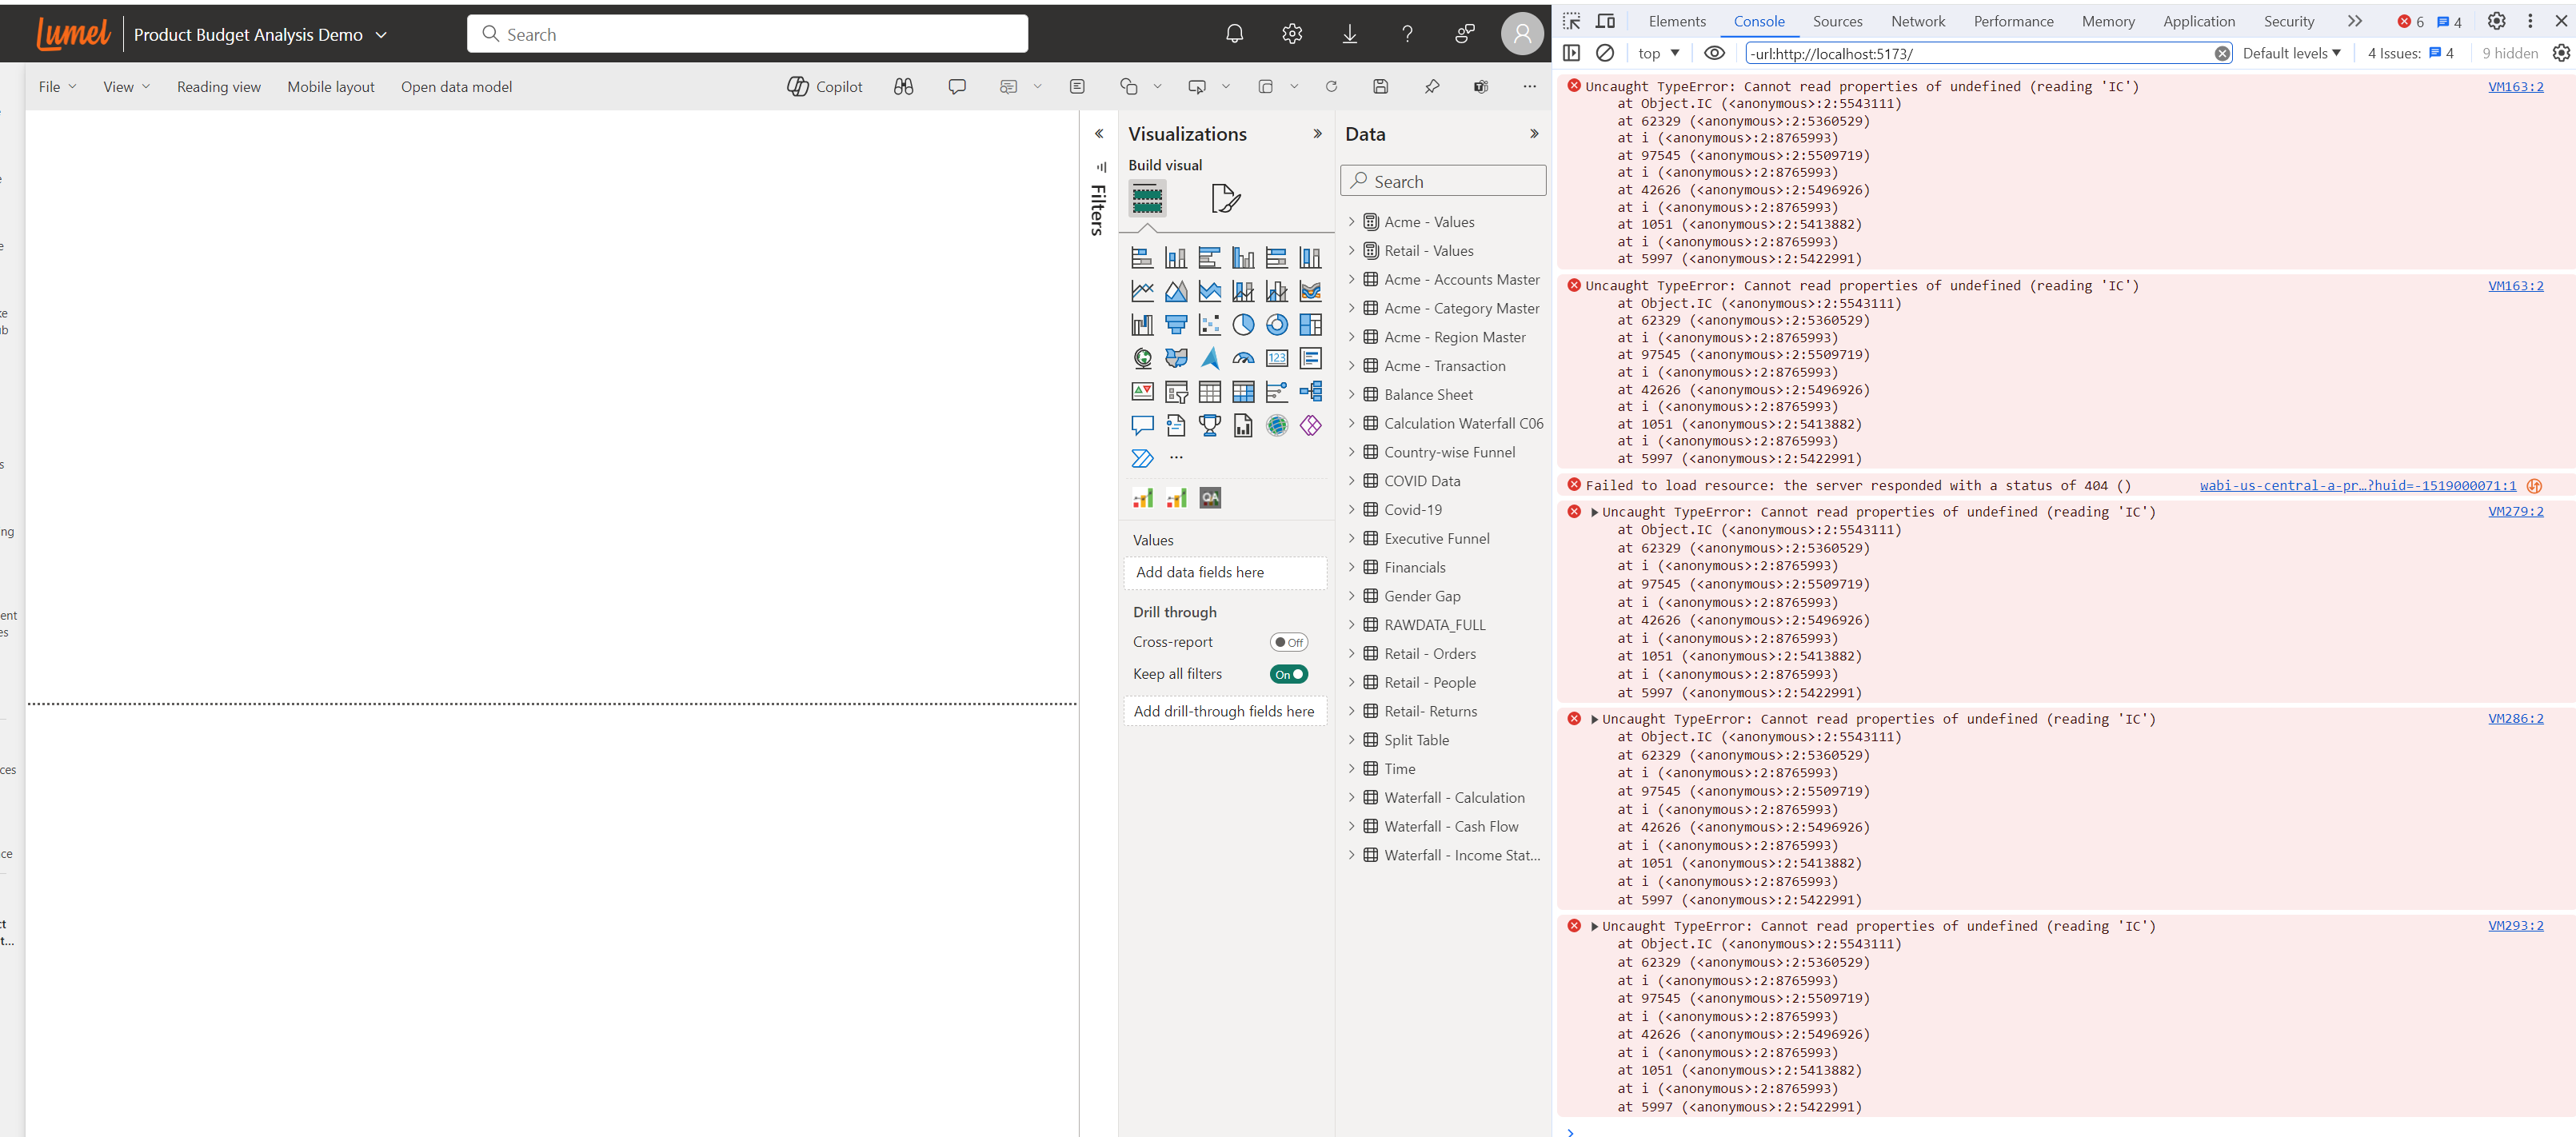 Lumel
Product Budget Analysis Demo
Search
File
View
Reading view
Mobile layout
Open data model
Copilot
Filters
Visualizations
Build visual
123
QA
Values
Add data fields here
Drill through
Cross-report
Off
Keep all filters
On
Add drill-through fields here
Data
Search
Acme - Values
Retail - Values
Acme - Accounts Master
Acme - Category Master
Acme - Region Master
Acme - Transaction
Balance Sheet
Calculation Waterfall C06
Country-wise Funnel
COVID Data
Covid-19
Executive Funnel
Financials
Gender Gap
RAWDATA_FULL
Retail - Orders
Retail - People
Retail- Returns
Split Table
Time
Waterfall - Calculation
Waterfall - Cash Flow
Waterfall - Income Stat...
Elements
Console
Sources
Network
Performance
Memory
Application
Security
6
4
top
-url:http://localhost:5173/
Default levels
4 Issues: 4
9 hidden
Uncaught TypeError: Cannot read properties of undefined (reading 'IC') VM163:2
at Object.IC (<anonymous>:2:5543111)
at 62329 (<anonymous>:2:5360529)
at i (<anonymous>:2:8765993)
at 97545 (<anonymous>:2:5509719)
at i (<anonymous>:2:8765993)
at 42626 (<anonymous>:2:5496926)
at i (<anonymous>:2:8765993)
at 1051 (<anonymous>:2:5413882)
at i (<anonymous>:2:8765993)
at 5997 (<anonymous>:2:5422991)
Uncaught TypeError: Cannot read properties of undefined (reading 'IC') VM163:2
at Object.IC (<anonymous>:2:5543111)
at 62329 (<anonymous>:2:5360529)
at i (<anonymous>:2:8765993)
at 97545 (<anonymous>:2:5509719)
at i (<anonymous>:2:8765993)
at 42626 (<anonymous>:2:5496926)
at i (<anonymous>:2:8765993)
at 1051 (<anonymous>:2:5413882)
at i (<anonymous>:2:8765993)
at 5997 (<anonymous>:2:5422991)
Failed to load resource: the server responded with a status of 404 () wabi-us-central-a-pr…?huid=-1519000071:1
Uncaught TypeError: Cannot read properties of undefined (reading 'IC') VM279:2
at Object.IC (<anonymous>:2:5543111)
at 62329 (<anonymous>:2:5360529)
at i (<anonymous>:2:8765993)
at 97545 (<anonymous>:2:5509719)
at i (<anonymous>:2:8765993)
at 42626 (<anonymous>:2:5496926)
at i (<anonymous>:2:8765993)
at 1051 (<anonymous>:2:5413882)
at i (<anonymous>:2:8765993)
at 5997 (<anonymous>:2:5422991)
Uncaught TypeError: Cannot read properties of undefined (reading 'IC') VM286:2
at Object.IC (<anonymous>:2:5543111)
at 62329 (<anonymous>:2:5360529)
at i (<anonymous>:2:8765993)
at 97545 (<anonymous>:2:5509719)
at i (<anonymous>:2:8765993)
at 42626 (<anonymous>:2:5496926)
at i (<anonymous>:2:8765993)
at 1051 (<anonymous>:2:5413882)
at i (<anonymous>:2:8765993)
at 5997 (<anonymous>:2:5422991)
Uncaught TypeError: Cannot read properties of undefined (reading 'IC') VM293:2
at Object.IC (<anonymous>:2:5543111)
at 62329 (<anonymous>:2:5360529)
at i (<anonymous>:2:8765993)
at 97545 (<anonymous>:2:5509719)
at i (<anonymous>:2:8765993)
at 42626 (<anonymous>:2:5496926)
at i (<anonymous>:2:8765993)
at 1051 (<anonymous>:2:5413882)
at i (<anonymous>:2:8765993)
at 5997 (<anonymous>:2:5422991)